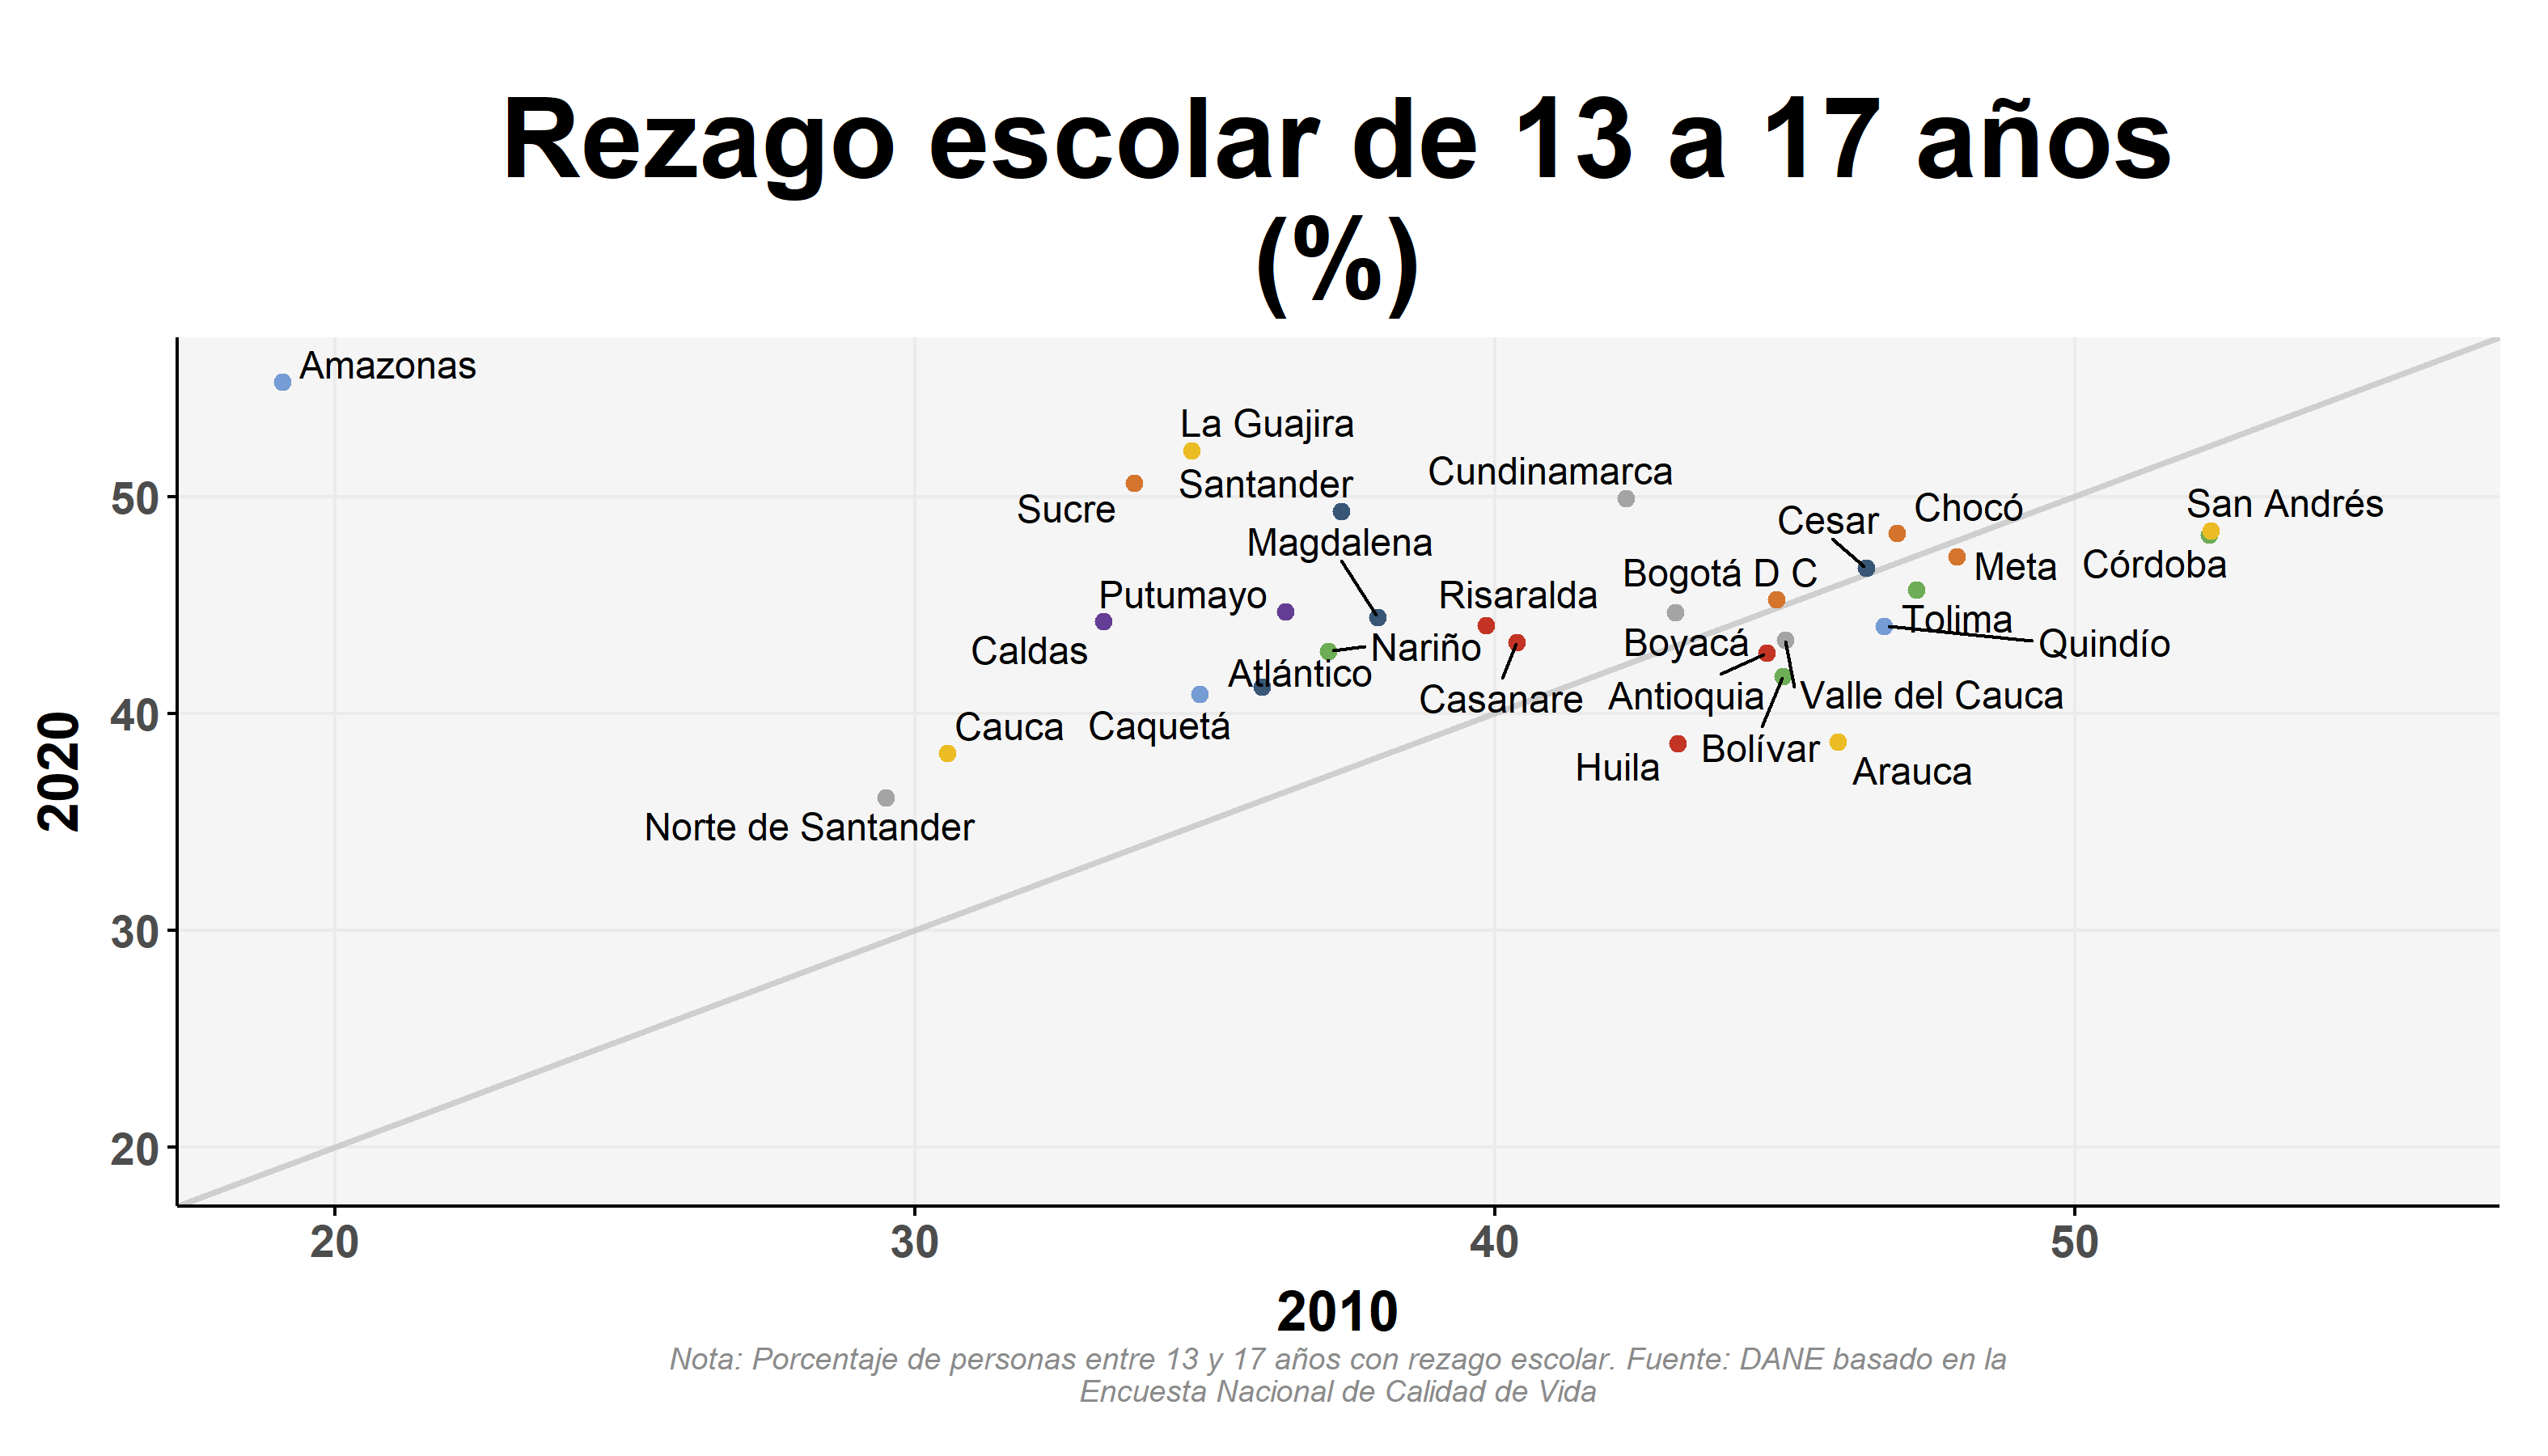 Rezago escolar de 13 a 17 años
(%)
Amazonas
La Guajira
Santander
Cundinamarca
Sucre
Chocó
San Andrés
Cesar
Magdalena
Meta
Córdoba
Bogotá D C
Putumayo
Risaralda
Tolima
Quindío
Caldas
Nariño
Boyacá
Atlántico
Casanare
Antioquia
Valle del Cauca
Cauca
Caquetá
Huila
Bolívar
Arauca
Norte de Santander
50
40
30
20
2020
20
30
40
50
2010
Nota: Porcentaje de personas entre 13 y 17 años con rezago escolar. Fuente: DANE basado en la
Encuesta Nacional de Calidad de Vida